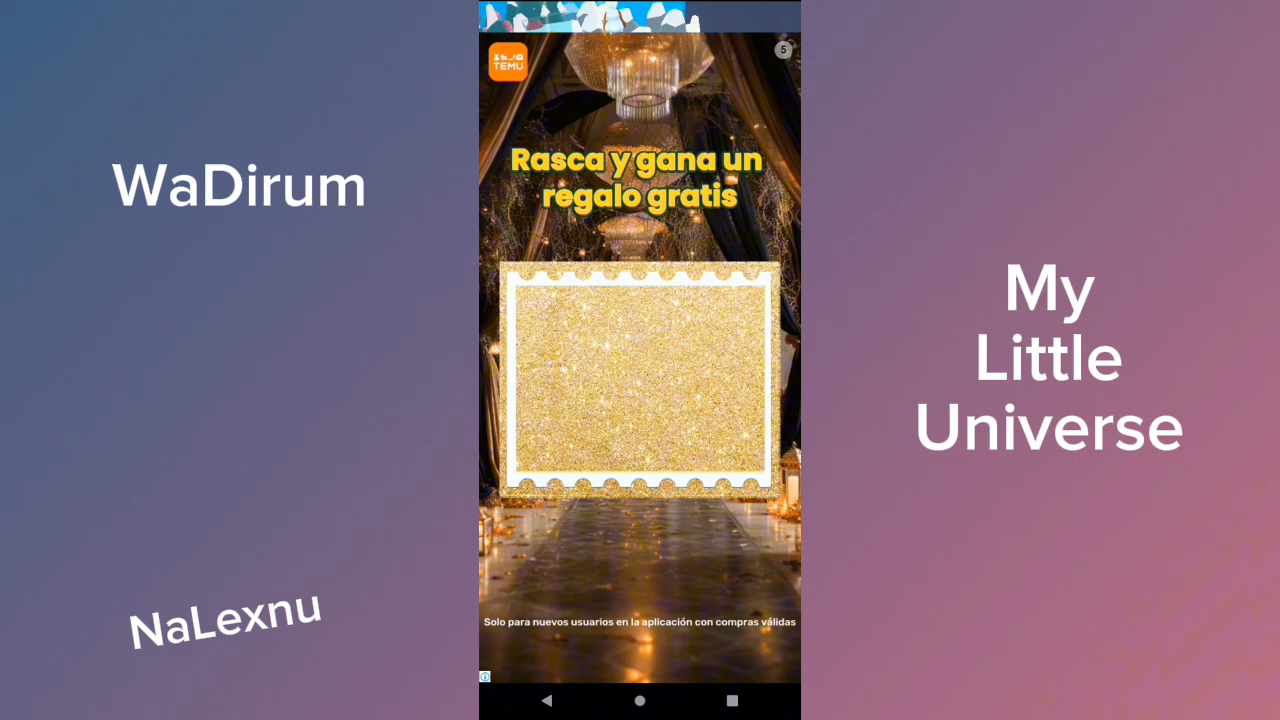 WaDirum
NaLexnu
TEMU
5
Rasca y gana un
regalo gratis
Solo para nuevos usuarios en la aplicación con compras válidas
My
Little
Universe